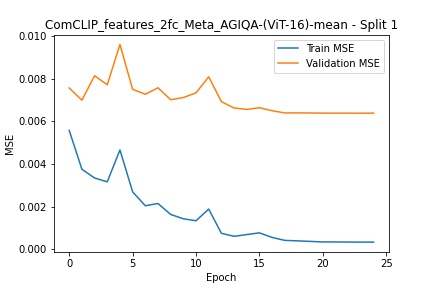 ComCLIP_features_2fc_Meta_AGIQA-(ViT-16)-mean - Split 1
Train MSE
Validation MSE
0.010
0.008
0.006
0.004
0.002
0.000
MSE
0 5 10 15 20 25
Epoch